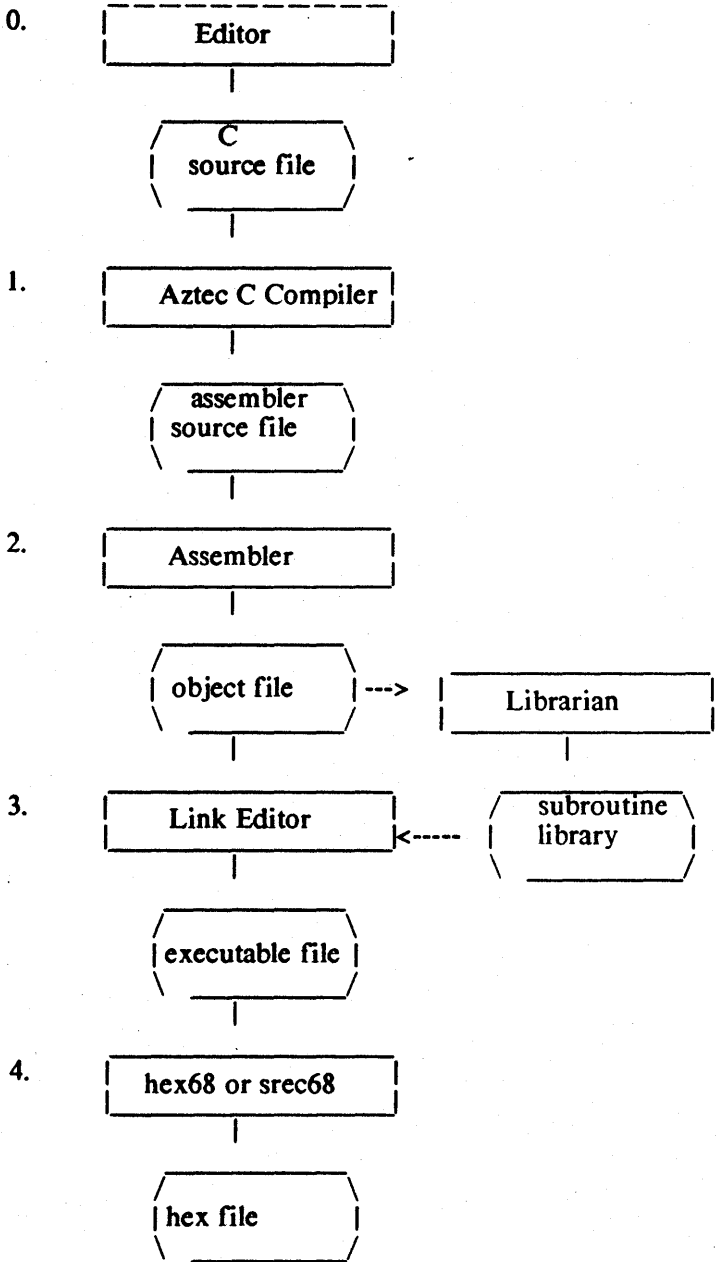 0.
Editor
C
source file
1.
Aztec C Compiler
assembler
source file
2.
Assembler
object file --->
Librarian
3.
Link Editor
<-----
subroutine
library
executable file
4.
hex68 or srec68
hex file